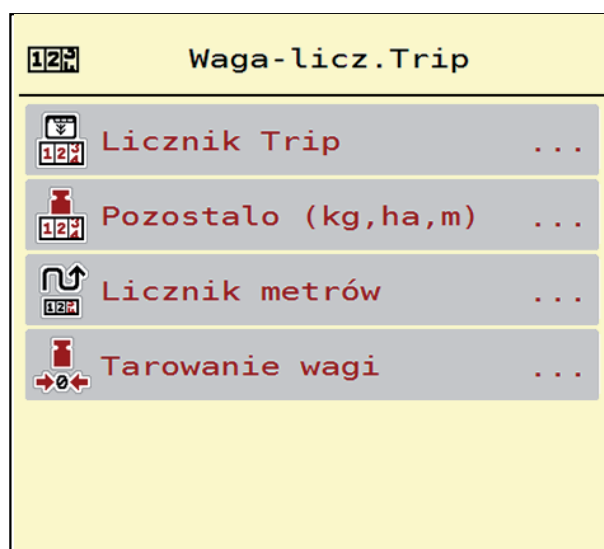 Waga-licz.Trip
Licznik Trip ...
Pozostalo (kg,ha,m) ...
Licznik metrów ...
Tarowanie wagi ...